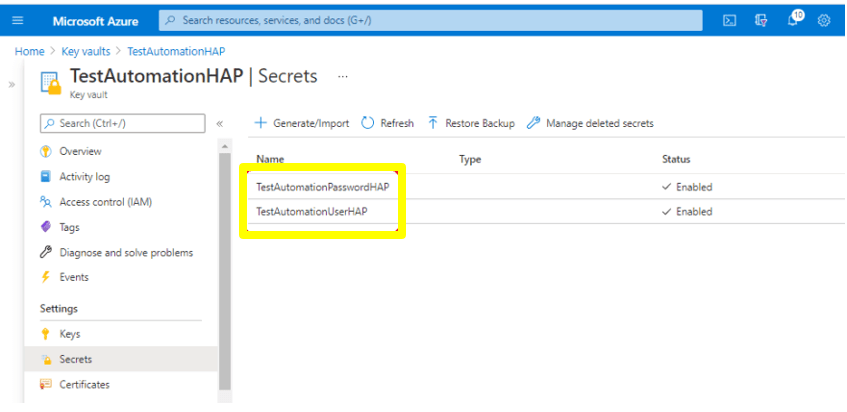 Microsoft Azure
Search resources, services, and docs (G+/)
10
Home > Key vaults > TestAutomationHAP
»
TestAutomationHAP | Secrets ...
Key vault
Search (Ctrl+/)
«
Generate/Import
Refresh
Restore Backup
Manage deleted secrets
Overview
Activity log
Access control (IAM)
Tags
Diagnose and solve problems
Events
Settings
Keys
Secrets
Certificates
Name Type Status
TestAutomationPasswordHAP ✓ Enabled
TestAutomationUserHAP ✓ Enabled